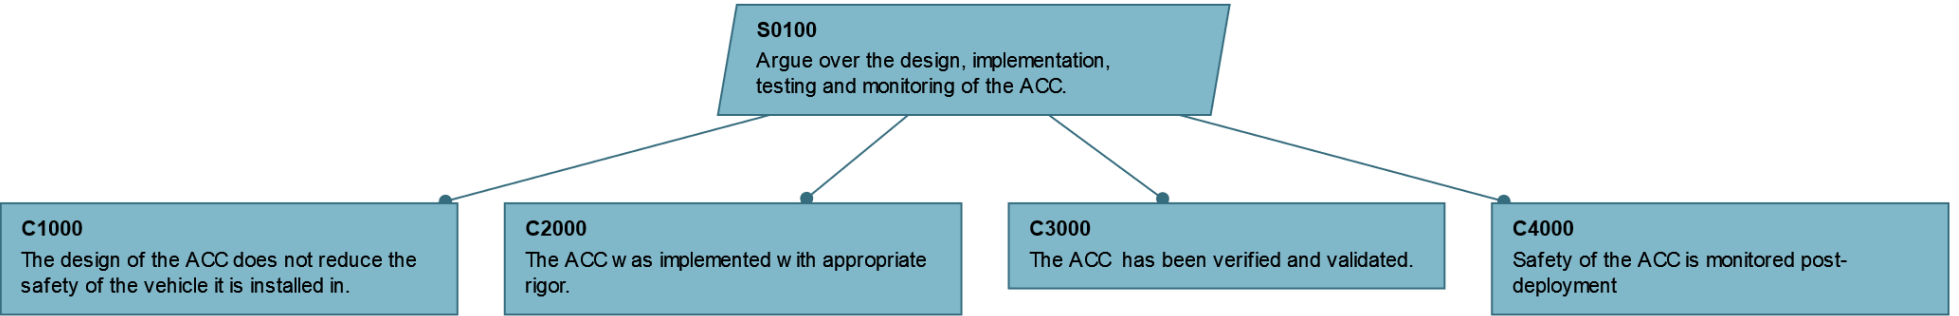 S0100
Argue over the design, implementation,
testing and monitoring of the ACC.
C1000
The design of the ACC does not reduce the
safety of the vehicle it is installed in.
C2000
The ACC was implemented with appropriate
rigor.
C3000
The ACC has been verified and validated.
C4000
Safety of the ACC is monitored post-
deployment